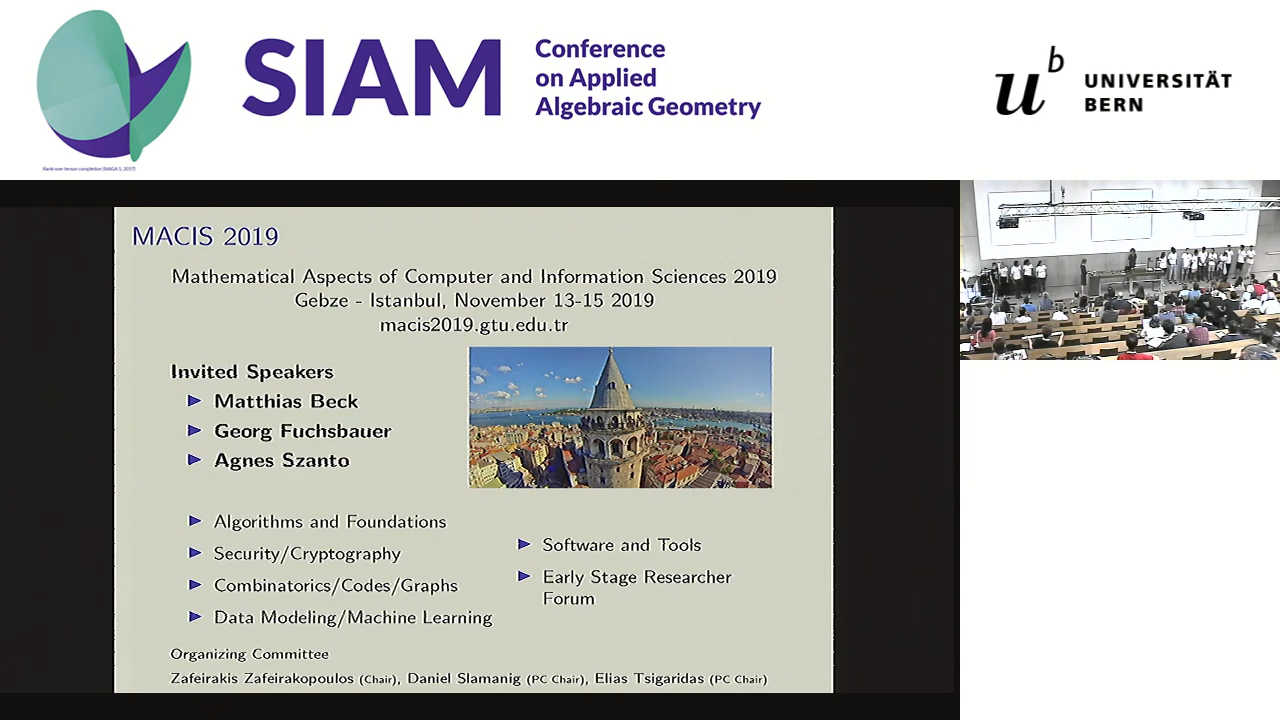 SIAM
Conference
on Applied
Algebraic Geometry
u^b
UNIVERSITÄT
BERN
MACIS 2019
Mathematical Aspects of Computer and Information Sciences 2019
Gebze - Istanbul, November 13-15 2019
macis2019.gtu.edu.tr
Invited Speakers
Matthias Beck
Georg Fuchsbauer
Agnes Szanto
Algorithms and Foundations
Security/Cryptography
Combinatorics/Codes/Graphs
Data Modeling/Machine Learning
Software and Tools
Early Stage Researcher
Forum
Organizing Committee
Zafeirakis Zafeirakopoulos (Chair), Daniel Slamanig (PC Chair), Elias Tsigaridas (PC Chair)